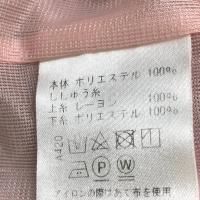 本体 ポリエステル 100%
ししゅう糸
上糸 レーヨン 100%
下糸 ポリエステル 100%
A420
P W
アイロンの際はあて布を使用